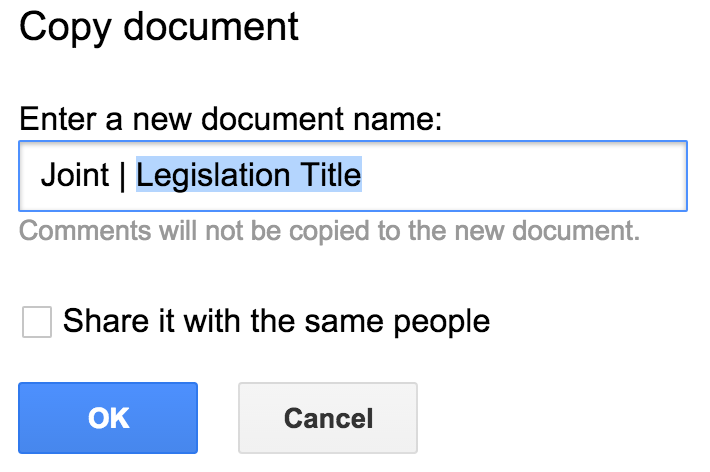 Copy document
Enter a new document name:
Joint | Legislation Title
Comments will not be copied to the new document.
Share it with the same people
OK Cancel